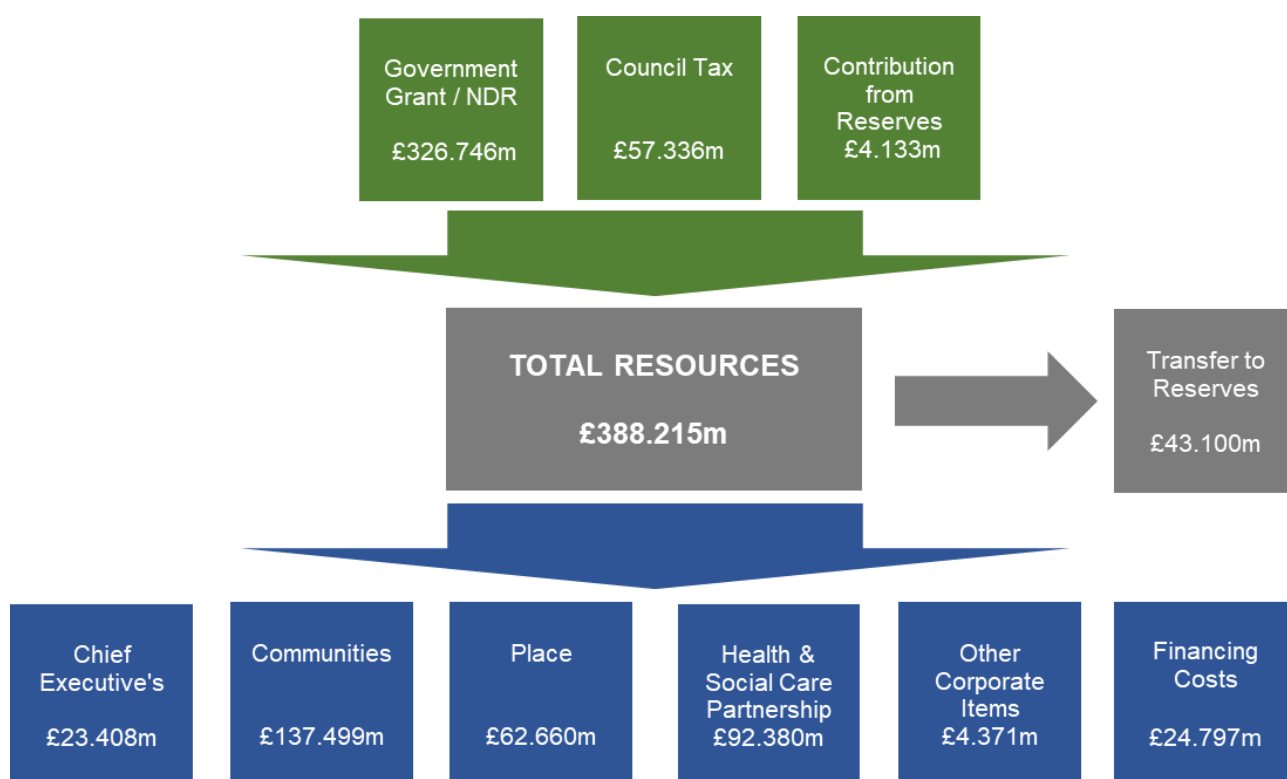 Government
Grant / NDR
£326.746m
Council Tax
£57.336m
Contribution
from
Reserves
£4.133m
TOTAL RESOURCES
£388.215m
Transfer to
Reserves
£43.100m
Chief
Executive's
£23.408m
Communities
£137.499m
Place
£62.660m
Health &
Social Care
Partnership
£92.380m
Other
Corporate
Items
£4.371m
Financing
Costs
£24.797m